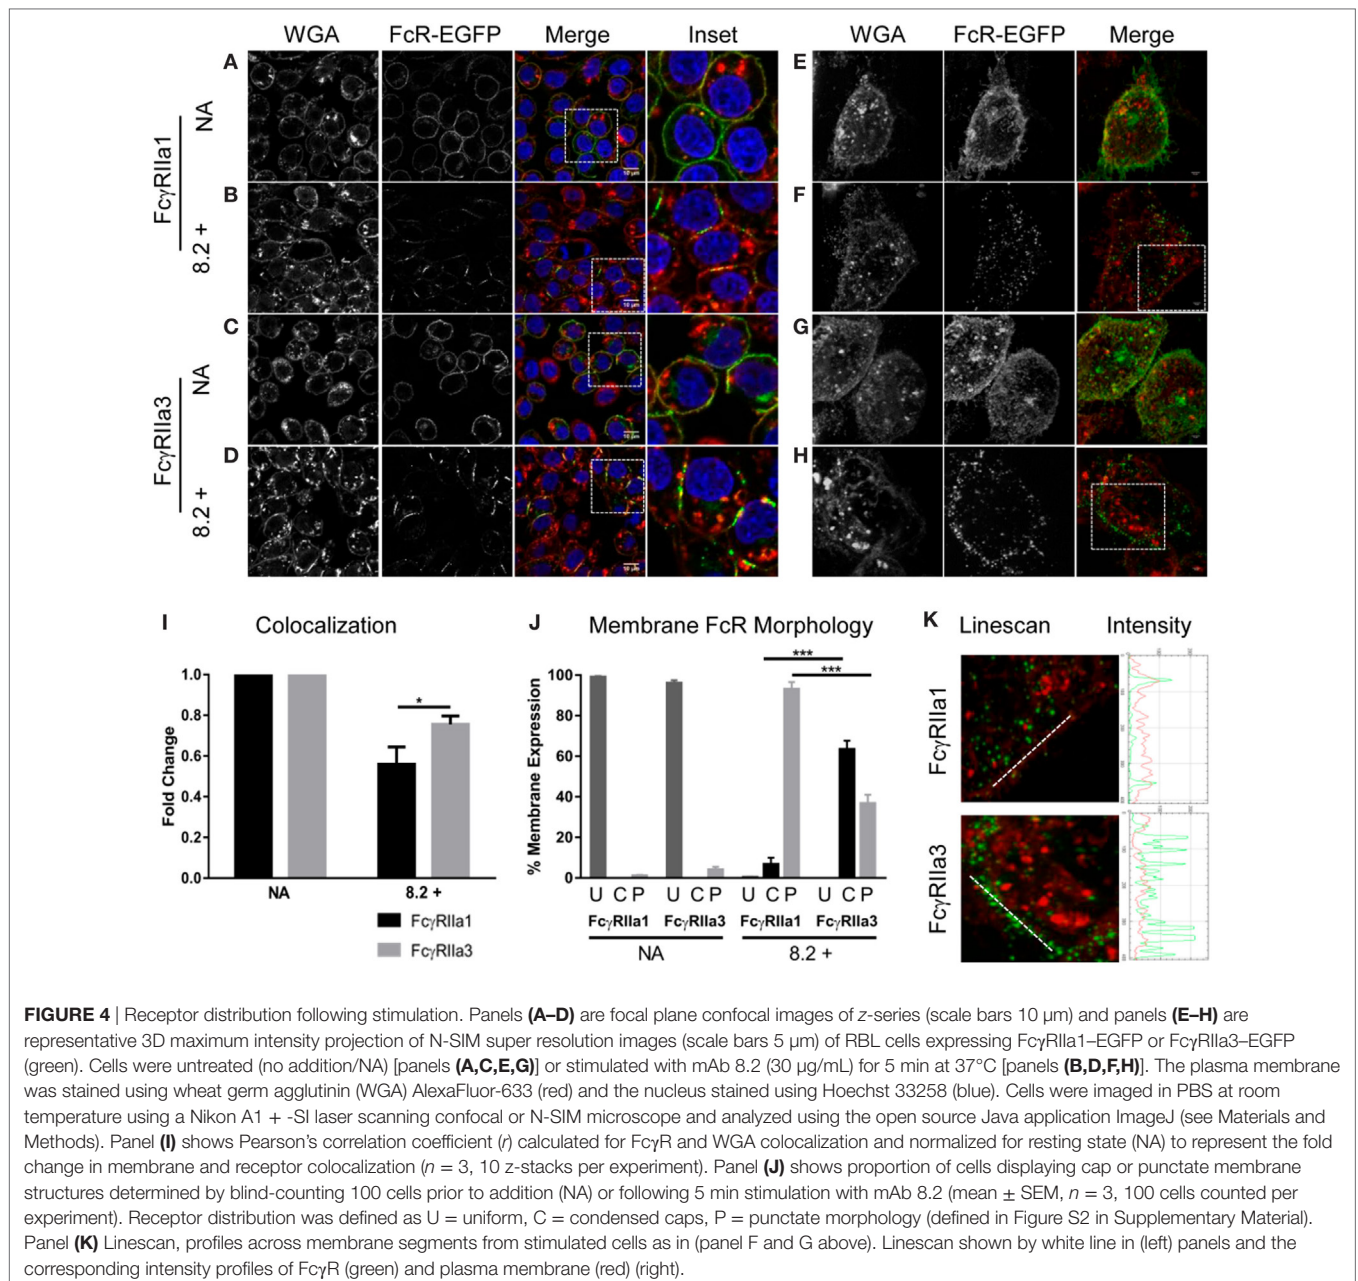 WGA FcR-EGFP Merge Inset WGA FcR-EGFP Merge
A
E
FcγRIIa1
NA
B
F
8.2 +
C
G
FcγRIIa3
NA
D
H
8.2 +
10 µm
10 µm
10 µm
10 µm
I Colocalization
Fold Change
1.0
0.8
0.6
0.4
0.2
0.0
*
NA 8.2 +
FcγRIIa1
FcγRIIa3
J Membrane FcR Morphology
% Membrane Expression
100
80
60
40
20
0
***
***
U C P U C P U C P U C P
FcγRIIa1 FcγRIIa3 FcγRIIa1 FcγRIIa3
NA 8.2 +
K Linescan Intensity
FcγRIIa1
FcγRIIa3
FIGURE 4 | Receptor distribution following stimulation. Panels (A–D) are focal plane confocal images of z-series (scale bars 10 µm) and panels (E–H) are
representative 3D maximum intensity projection of N-SIM super resolution images (scale bars 5 µm) of RBL cells expressing FcγRIIa1–EGFP or FcγRIIa3–EGFP
(green). Cells were untreated (no addition/NA) [panels (A,C,E,G)] or stimulated with mAb 8.2 (30 µg/mL) for 5 min at 37°C [panels (B,D,F,H)]. The plasma membrane
was stained using wheat germ agglutinin (WGA) AlexaFluor-633 (red) and the nucleus stained using Hoechst 33258 (blue). Cells were imaged in PBS at room
temperature using a Nikon A1 + -SI laser scanning confocal or N-SIM microscope and analyzed using the open source Java application ImageJ (see Materials and
Methods). Panel (I) shows Pearson's correlation coefficient (r) calculated for FcγR and WGA colocalization and normalized for resting state (NA) to represent the fold
change in membrane and receptor colocalization (n = 3, 10 z-stacks per experiment). Panel (J) shows proportion of cells displaying cap or punctate membrane
structures determined by blind-counting 100 cells prior to addition (NA) or following 5 min stimulation with mAb 8.2 (mean ± SEM, n = 3, 100 cells counted per
experiment). Receptor distribution was defined as U = uniform, C = condensed caps, P = punctate morphology (defined in Figure S2 in Supplementary Material).
Panel (K) Linescan, profiles across membrane segments from stimulated cells as in (panel F and G above). Linescan shown by white line in (left) panels and the
corresponding intensity profiles of FcγR (green) and plasma membrane (red) (right).